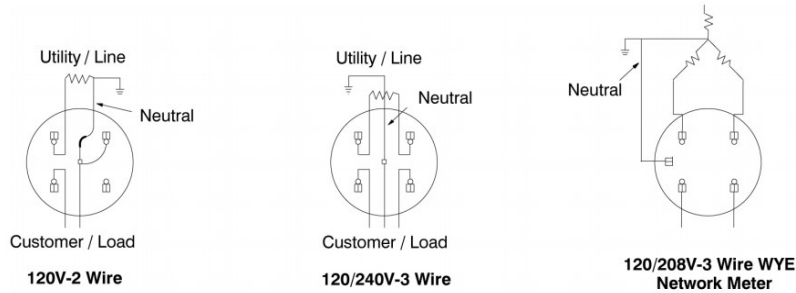 Utility / Line
Neutral
Customer / Load
120V-2 Wire
Utility / Line
Neutral
Customer / Load
120/240V-3 Wire
Neutral
120/208V-3 Wire WYE
Network Meter